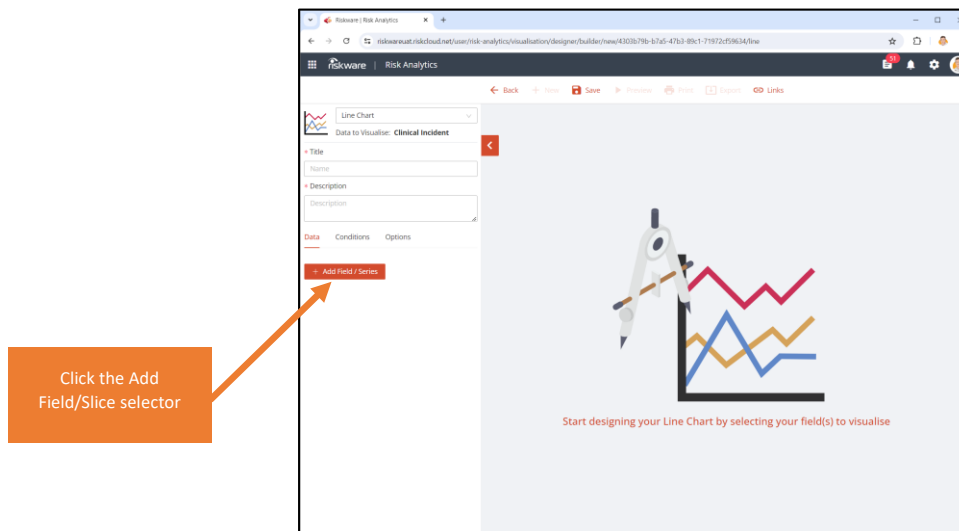 Riskware | Risk Analytics
riskwareuat.riskcloud.net/user/risk-analytics/visualisation/designer/builder/new/4303b79b-b7a5-47b3-89c1-71972cf59634/line
riskware | Risk Analytics
51
Back New Save Preview Print Export Links
Line Chart
Data to Visualise: Clinical Incident
* Title
Name
* Description
Description
Data Conditions Options
+ Add Field / Series
Click the Add
Field/Slice selector
Start designing your Line Chart by selecting your field(s) to visualise